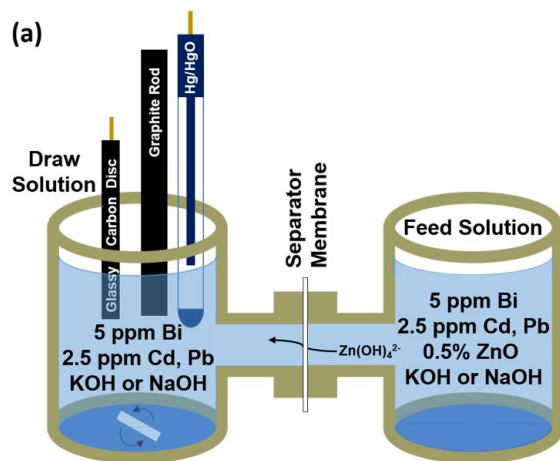 (a)
Hg/HgO
Graphite Rod
Glassy Carbon Disc
Draw
Solution
Separator
Membrane
Feed Solution
5 ppm Bi
2.5 ppm Cd, Pb
KOH or NaOH
Zn(OH)₄²⁻
5 ppm Bi
2.5 ppm Cd, Pb
0.5% ZnO
KOH or NaOH